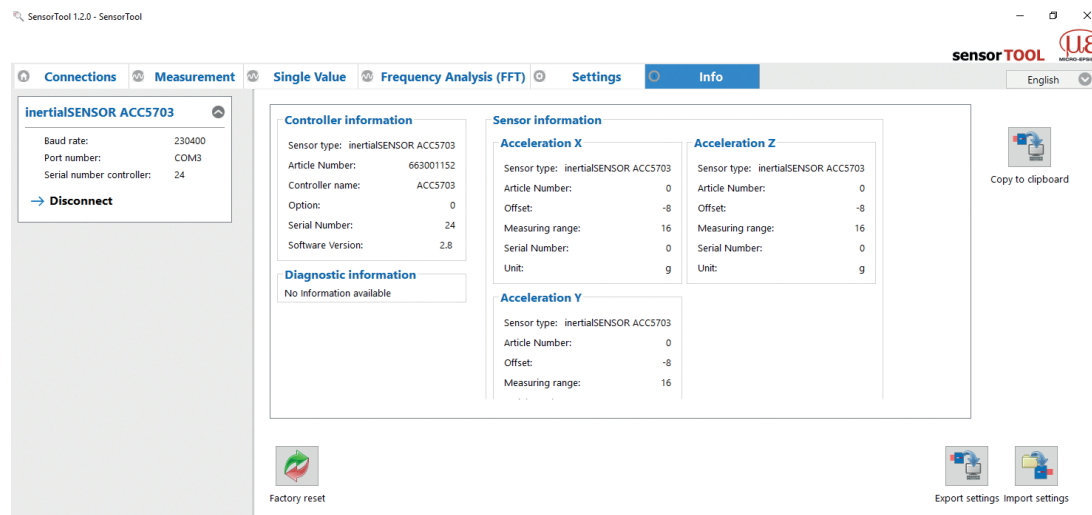 SensorTool 1.2.0 - SensorTool
sensorTOOL
MICRO-EPSI
Connections Measurement Single Value Frequency Analysis (FFT) Settings Info
English
inertialSENSOR ACC5703
Baud rate: 230400
Port number: COM3
Serial number controller: 24
→ Disconnect
Controller information
Sensor type: inertialSENSOR ACC5703
Article Number: 663001152
Controller name: ACC5703
Option: 0
Serial Number: 24
Software Version: 2.8
Diagnostic information
No Information available
Sensor information
Acceleration X
Sensor type: inertialSENSOR ACC5703
Article Number: 0
Offset: -8
Measuring range: 16
Serial Number: 0
Unit: g
Acceleration Z
Sensor type: inertialSENSOR ACC5703
Article Number: 0
Offset: -8
Measuring range: 16
Serial Number: 0
Unit: g
Acceleration Y
Sensor type: inertialSENSOR ACC5703
Article Number: 0
Offset: -8
Measuring range: 16
Copy to clipboard
Factory reset
Export settings Import settings